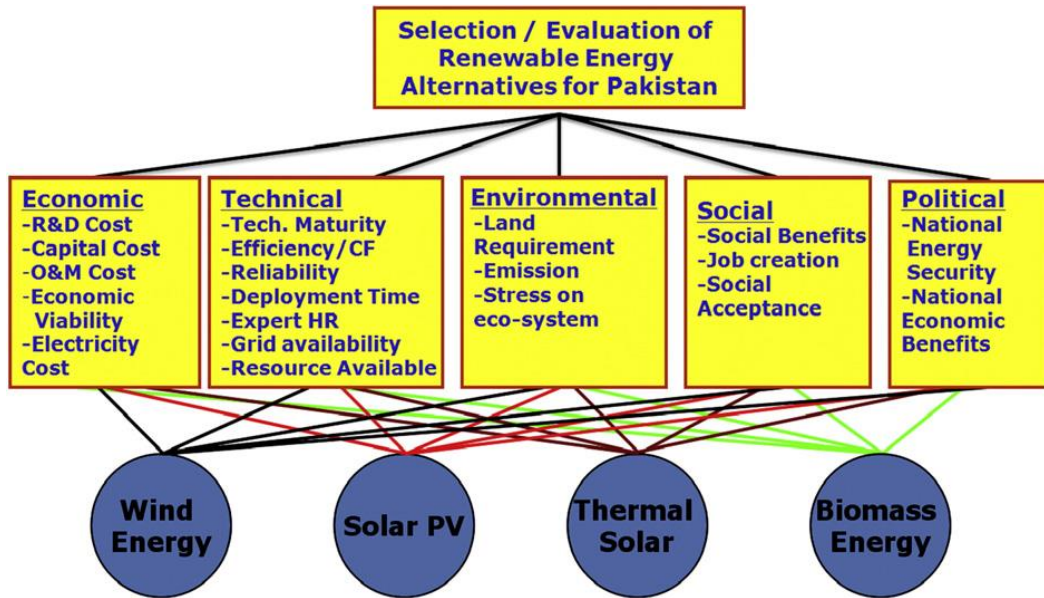 Selection / Evaluation of
Renewable Energy
Alternatives for Pakistan
Economic
-R&D Cost
-Capital Cost
-O&M Cost
-Economic
Viability
-Electricity
Cost
Technical
-Tech. Maturity
-Efficiency/CF
-Reliability
-Deployment Time
-Expert HR
-Grid availability
-Resource Available
Environmental
-Land
Requirement
-Emission
-Stress on
eco-system
Social
-Social Benefits
-Job creation
-Social
Acceptance
Political
-National
Energy
Security
-National
Economic
Benefits
Wind
Energy
Solar PV
Thermal
Solar
Biomass
Energy